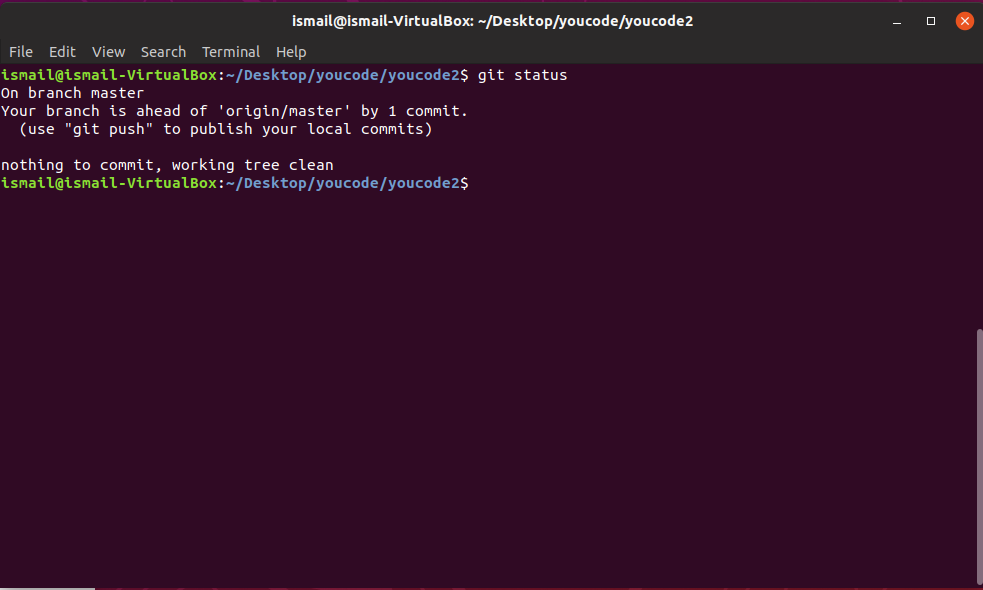 ismail@ismail-VirtualBox: ~/Desktop/youcode/youcode2
File Edit View Search Terminal Help
ismail@ismail-VirtualBox:~/Desktop/youcode/youcode2$ git status
On branch master
Your branch is ahead of 'origin/master' by 1 commit.
  (use "git push" to publish your local commits)

nothing to commit, working tree clean
ismail@ismail-VirtualBox:~/Desktop/youcode/youcode2$